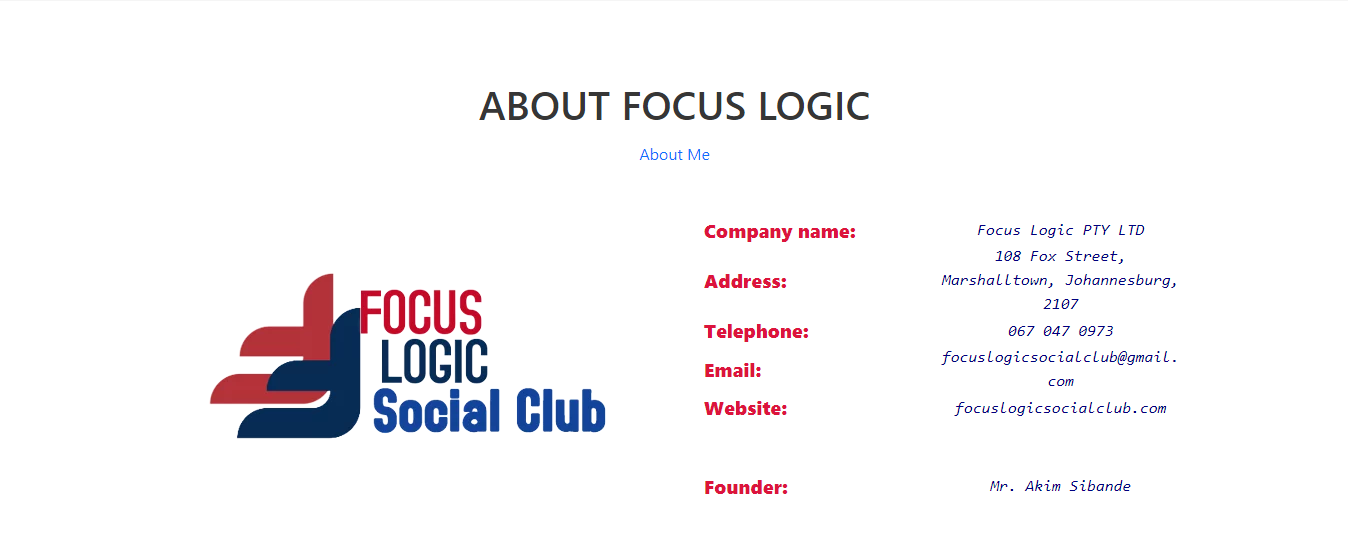 ABOUT FOCUS LOGIC
About Me
FOCUS
LOGIC
Social Club
Company name: Focus Logic PTY LTD
Address: 108 Fox Street,
Marshalltown, Johannesburg,
2107
Telephone: 067 047 0973
Email: focuslogicsocialclub@gmail.
com
Website: focuslogicsocialclub.com
Founder: Mr. Akim Sibande